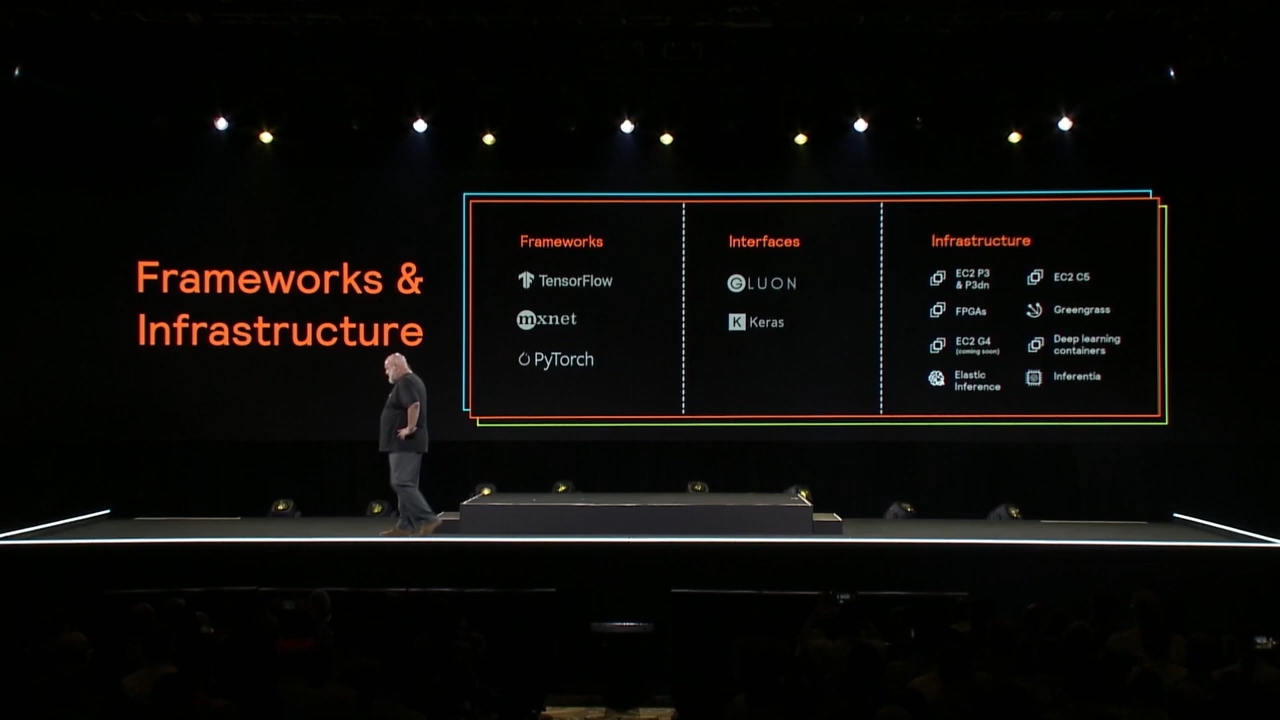 Frameworks &
Infrastructure
Frameworks
TensorFlow
mxnet
PyTorch
Interfaces
GLUON
K Keras
Infrastructure
EC2 P3
& P3dn
FPGAs
EC2 G4
(coming soon)
Elastic
Inference
EC2 C5
Greengrass
Deep learning
containers
Inferentia